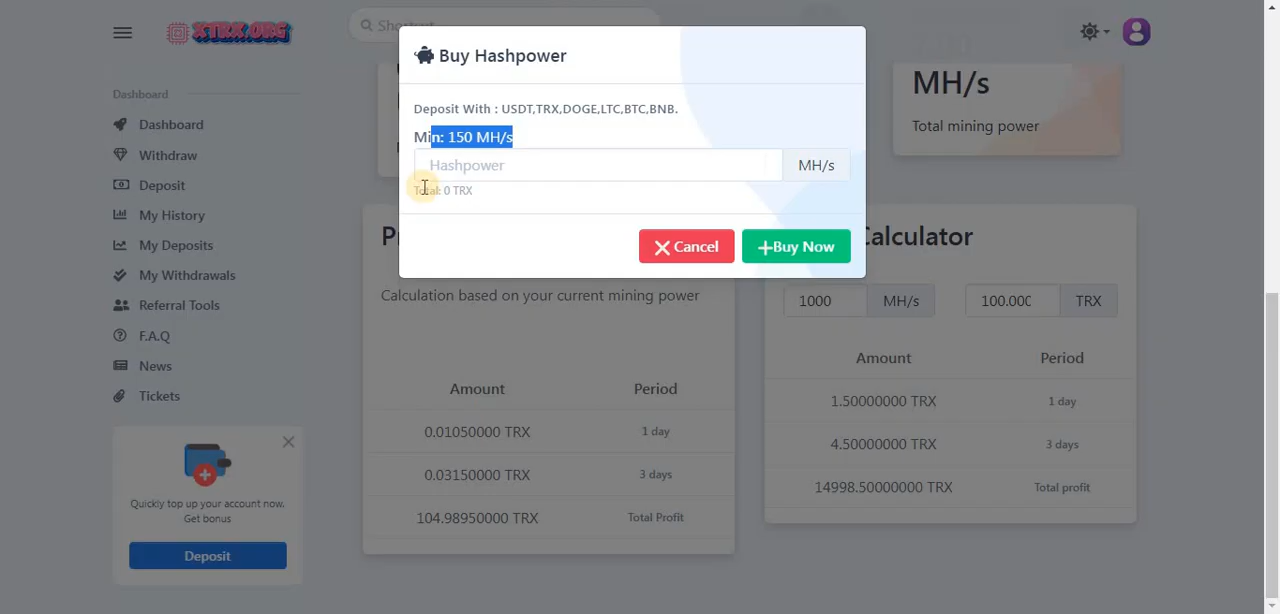 XTRX.ORG
Shortcut
Dashboard
Dashboard
Withdraw
Deposit
My History
My Deposits
My Withdrawals
Referral Tools
F.A.Q
News
Tickets
Quickly top up your account now.
Get bonus
Deposit
Buy Hashpower
Deposit With : USDT,TRX,DOGE,LTC,BTC,BNB.
Min: 150 MH/s
Hashpower
MH/s
Total: 0 TRX
Cancel
Buy Now
MH/s
Total mining power
Calculation based on your current mining power
Amount Period
0.01050000 TRX 1 day
0.03150000 TRX 3 days
104.98950000 TRX Total Profit
Calculator
1000 MH/s 100.000 TRX
Amount Period
1.50000000 TRX 1 day
4.50000000 TRX 3 days
14998.50000000 TRX Total profit